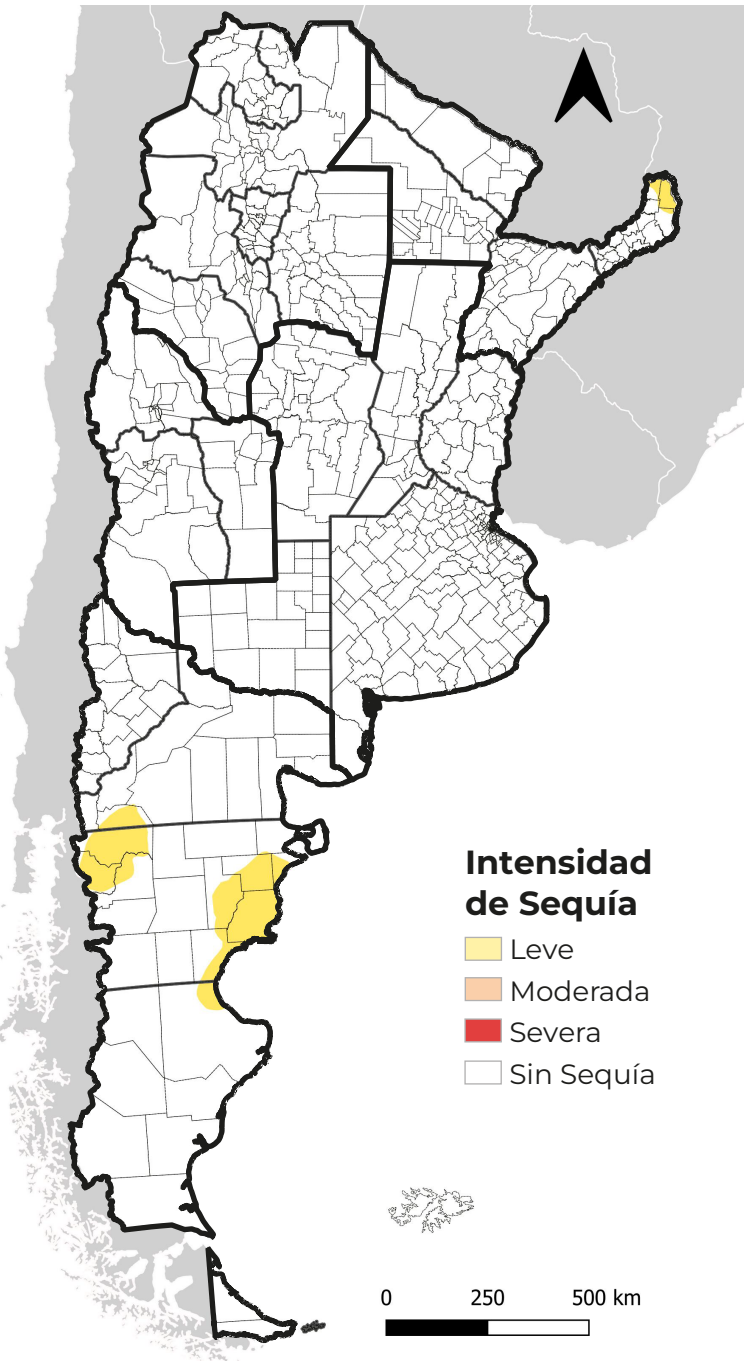 Intensidad
de Sequía
Leve
Moderada
Severa
Sin Sequía
0 250 500 km